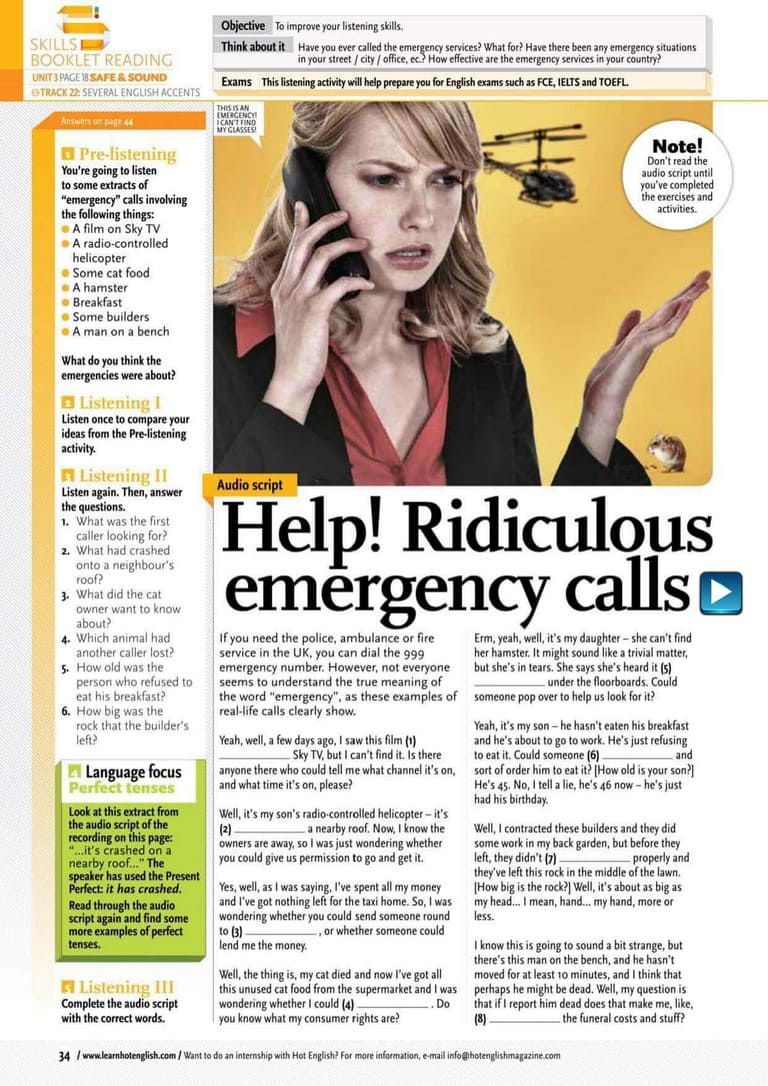 SKILLS
BOOKLET READING
UNIT 3 PAGE 18 SAFE & SOUND
TRACK 22: SEVERAL ENGLISH ACCENTS
Objective To improve your listening skills.
Think about it Have you ever called the emergency services? What for? Have there been any emergency situations
in your street / city / office, ec.? How effective are the emergency services in your country?
Exams This listening activity will help prepare you for English exams such as FCE, IELTS and TOEFL.
Answers on page 44
1 Pre-listening
You're going to listen
to some extracts of
"emergency" calls involving
the following things:
A film on Sky TV
A radio-controlled
helicopter
Some cat food
A hamster
Breakfast
Some builders
A man on a bench
What do you think the
emergencies were about?
2 Listening I
Listen once to compare your
ideas from the Pre-listening
activity.
3 Listening II
Listen again. Then, answer
the questions.
1. What was the first
caller looking for?
2. What had crashed
onto a neighbour's
roof?
3. What did the cat
owner want to know
about?
4. Which animal had
another caller lost?
5. How old was the
person who refused to
eat his breakfast?
6. How big was the
rock that the builder's
left?
4 Language focus
Perfect tenses
Look at this extract from
the audio script of the
recording on this page:
"...it's crashed on a
nearby roof..." The
speaker has used the Present
Perfect: it has crashed.
Read through the audio
script again and find some
more examples of perfect
tenses.
5 Listening III
Complete the audio script
with the correct words.
THIS IS AN
EMERGENCY!
I CAN'T FIND
MY GLASSES!
Note!
Don't read the
audio script until
you've completed
the exercises and
activities.
Audio script
Help! Ridiculous
emergency calls
If you need the police, ambulance or fire
service in the UK, you can dial the 999
emergency number. However, not everyone
seems to understand the true meaning of
the word "emergency", as these examples of
real-life calls clearly show.
Yeah, well, a few days ago, I saw this film (1)
____________ Sky TV, but I can't find it. Is there
anyone there who could tell me what channel it's on,
and what time it's on, please?
Well, it's my son's radio-controlled helicopter – it's
(2) ____________ a nearby roof. Now, I know the
owners are away, so I was just wondering whether
you could give us permission to go and get it.
Yes, well, as I was saying, I've spent all my money
and I've got nothing left for the taxi home. So, I was
wondering whether you could send someone round
to (3) ____________, or whether someone could
lend me the money.
Well, the thing is, my cat died and now I've got all
this unused cat food from the supermarket and I was
wondering whether I could (4) ____________. Do
you know what my consumer rights are?
Erm, yeah, well, it's my daughter – she can't find
her hamster. It might sound like a trivial matter,
but she's in tears. She says she's heard it (5)
____________ under the floorboards. Could
someone pop over to help us look for it?
Yeah, it's my son – he hasn't eaten his breakfast
and he's about to go to work. He's just refusing
to eat it. Could someone (6) ____________ and
sort of order him to eat it? [How old is your son?]
He's 45. No, I tell a lie, he's 46 now – he's just
had his birthday.
Well, I contracted these builders and they did
some work in my back garden, but before they
left, they didn't (7) ____________ properly and
they've left this rock in the middle of the lawn.
[How big is the rock?] Well, it's about as big as
my head... I mean, hand... my hand, more or
less.
I know this is going to sound a bit strange, but
there's this man on the bench, and he hasn't
moved for at least 10 minutes, and I think that
perhaps he might be dead. Well, my question is
that if I report him dead does that make me, like,
(8) ____________ the funeral costs and stuff?
34 / www.learnhotenglish.com / Want to do an internship with Hot English? For more information, e-mail info@hotenglishmagazine.com